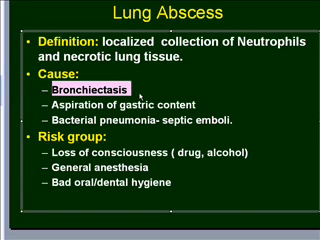 Lung Abscess
• Definition: localized collection of Neutrophils
and necrotic lung tissue.
• Cause:
– Bronchiectasis
– Aspiration of gastric content
– Bacterial pneumonia- septic emboli.
• Risk group:
– Loss of consciousness ( drug, alcohol)
– General anesthesia
– Bad oral/dental hygiene